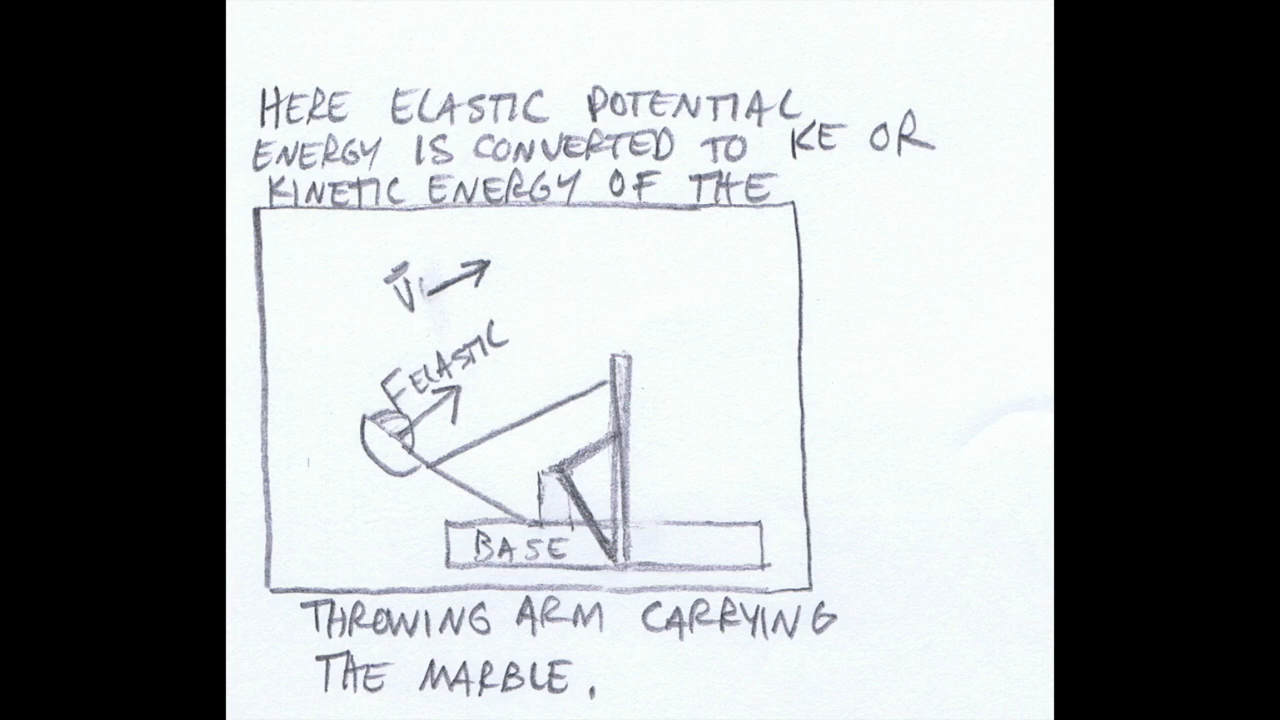 HERE ELASTIC POTENTIAL
ENERGY IS CONVERTED TO KE OR
KINETIC ENERGY OF THE
V₁
FELASTIC
BASE
THROWING ARM CARRYING
THE MARBLE.